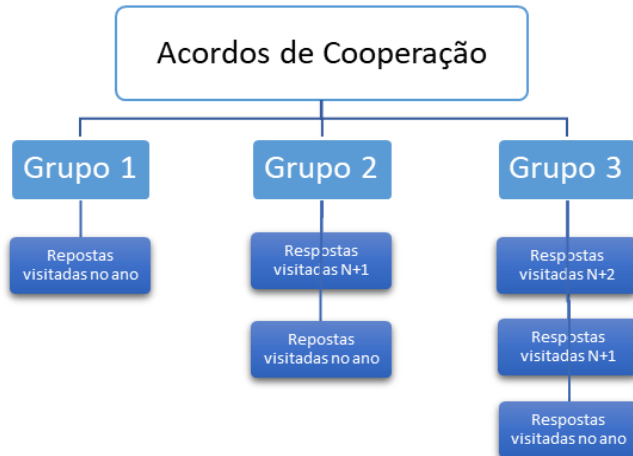 Acordos de Cooperação
Grupo 1
Grupo 2
Grupo 3
Repostas
visitadas no ano
Respostas
visitadas N+1
Respostas
visitadas N+2
Repostas
visitadas no ano
Respostas
visitadas N+1
Respostas
visitadas no ano